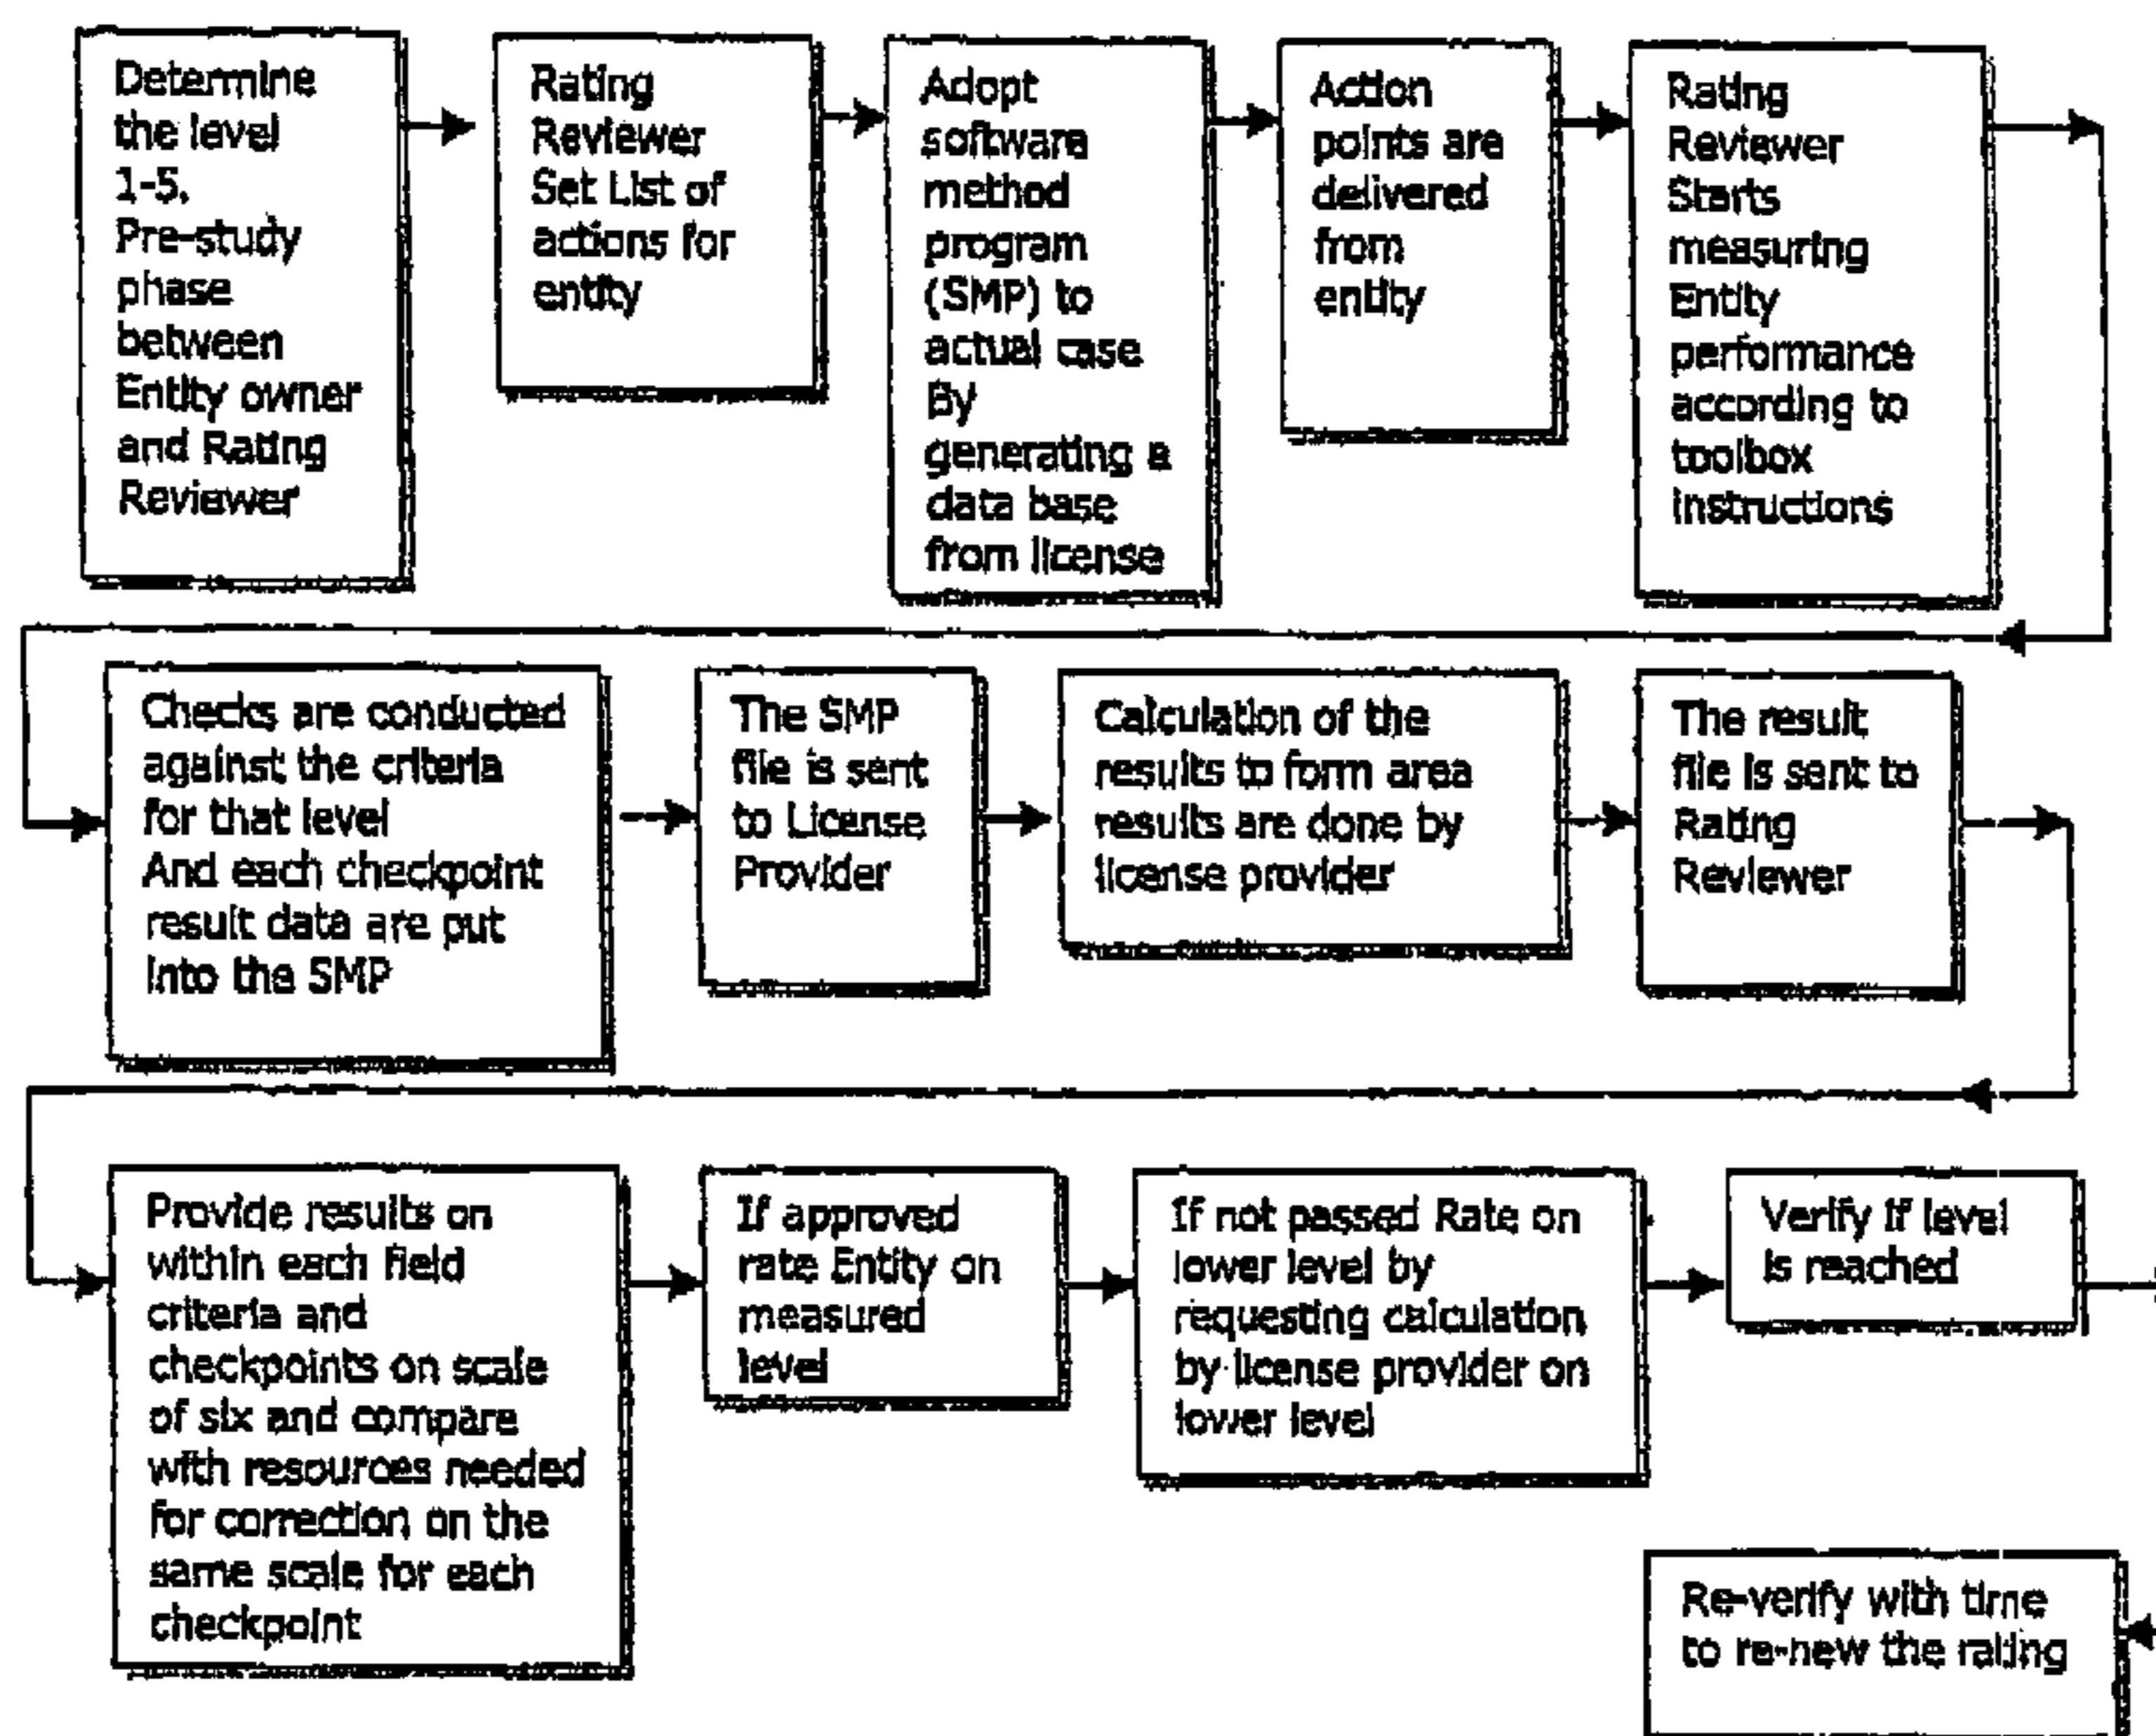 Determine
the level
1-5.
Pre-study
phase
between
Entity owner
and Rating
Reviewer
Rating
Reviewer
Set List of
actions for
entity
Adopt
software
method
program
(SMP) to
actual case
By
generating a
data base
from license
Action
points are
delivered
from
entity
Rating
Reviewer
Starts
measuring
Entity
performance
according to
toolbox
instructions
Checks are conducted
against the criteria
for that level
And each checkpoint
result data are put
into the SMP
The SMP
file is sent
to License
Provider
Calculation of the
results to form area
results are done by
license provider
The result
file is sent to
Rating
Reviewer
Provide results on
within each field
criteria and
checkpoints on scale
of six and compare
with resources needed
for correction on the
same scale for each
checkpoint
If approved
rate Entity on
measured
level
If not passed Rate on
lower level by
requesting calculation
by license provider on
lower level
Verify if level
is reached
Re-verify with time
to re-new the rating